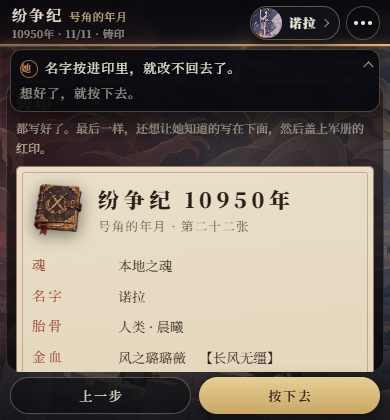 纷争纪 号角的年月
10950年 · 11/11 · 铸印
诺拉
她 名字按进印里，就改不回去了。
想好了，就按下去。
都写好了。最后一样，还想让她知道的写在下面，然后盖上军册的
红印。
纷争纪 10950年
号角的年月 · 第二十二张
魂 本地之魂
名字 诺拉
胎骨 人类 · 晨曦
金血 风之璐璐薇 【长风无缰】
上一步
按下去